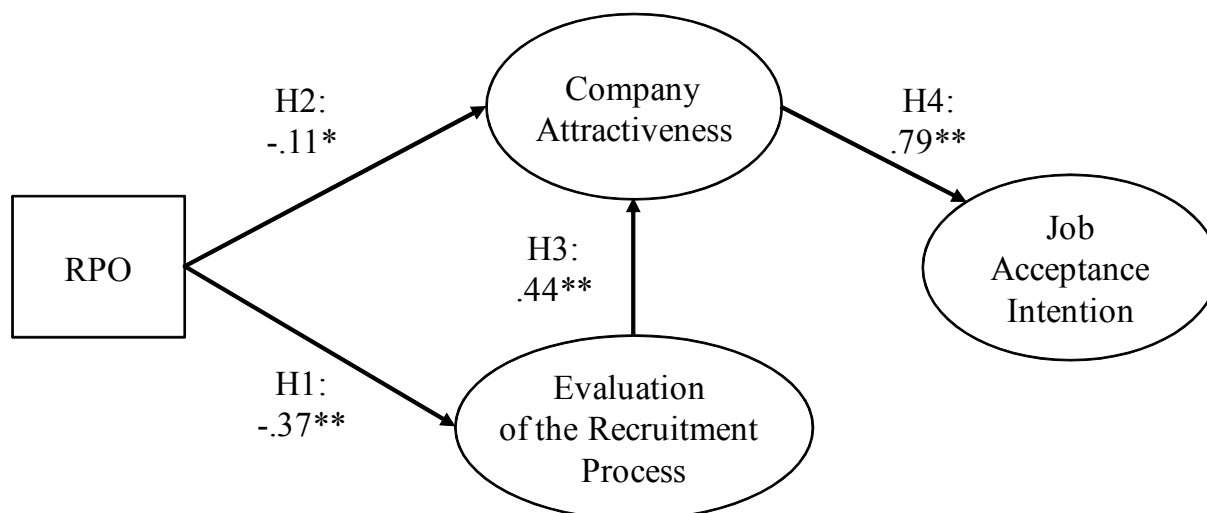 H2:
-.11*
Company
Attractiveness
H4:
.79**
RPO
H3:
.44**
Job
Acceptance
Intention
H1:
-.37**
Evaluation
of the Recruitment
Process